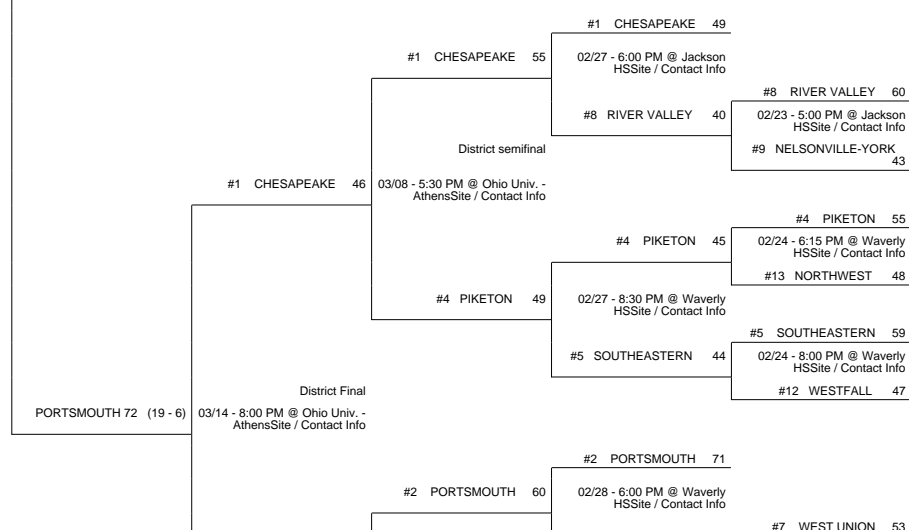 #1 CHESAPEAKE 49
#1 CHESAPEAKE 55
02/27 - 6:00 PM @ Jackson
HSSite / Contact Info
#8 RIVER VALLEY 60
#8 RIVER VALLEY 40
02/23 - 5:00 PM @ Jackson
HSSite / Contact Info
District semifinal
#9 NELSONVILLE-YORK
43
#1 CHESAPEAKE 46
03/08 - 5:30 PM @ Ohio Univ. -
AthensSite / Contact Info
#4 PIKETON 55
#4 PIKETON 45
02/24 - 6:15 PM @ Waverly
HSSite / Contact Info
#13 NORTHWEST 48
#4 PIKETON 49
02/27 - 8:30 PM @ Waverly
HSSite / Contact Info
#5 SOUTHEASTERN 59
#5 SOUTHEASTERN 44
02/24 - 8:00 PM @ Waverly
HSSite / Contact Info
#12 WESTFALL 47
District Final
PORTSMOUTH 72 (19 - 6)
03/14 - 8:00 PM @ Ohio Univ. -
AthensSite / Contact Info
#2 PORTSMOUTH 71
#2 PORTSMOUTH 60
02/28 - 6:00 PM @ Waverly
HSSite / Contact Info
#7 WEST UNION 53